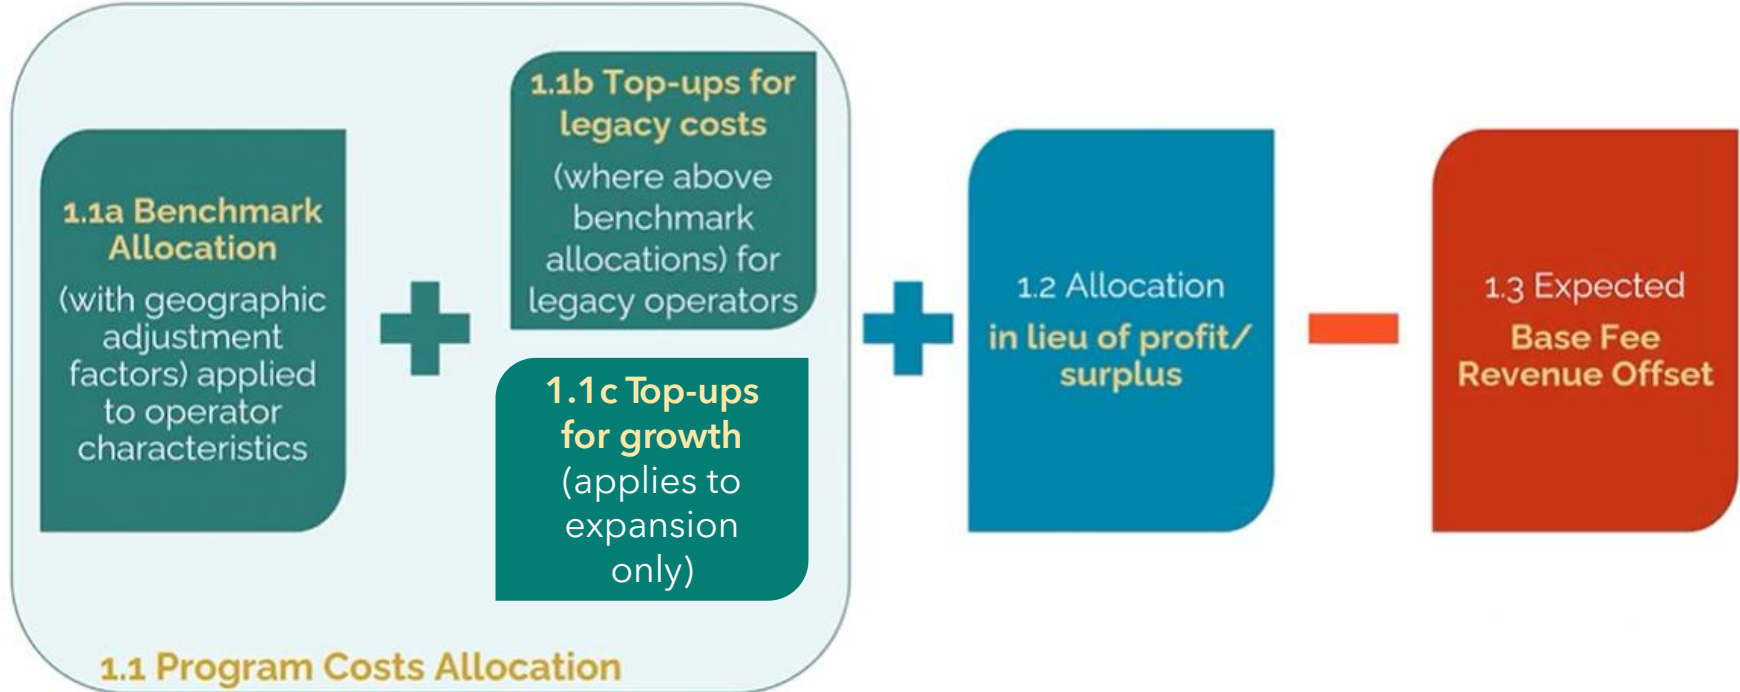 1.1a Benchmark
Allocation
(with geographic
adjustment
factors) applied
to operator
characteristics
1.1b Top-ups for
legacy costs
(where above
benchmark
allocations) for
legacy operators
1.1c Top-ups
for growth
(applies to
expansion
only)
1.1 Program Costs Allocation
1.2 Allocation
in lieu of profit/
surplus
1.3 Expected
Base Fee
Revenue Offset